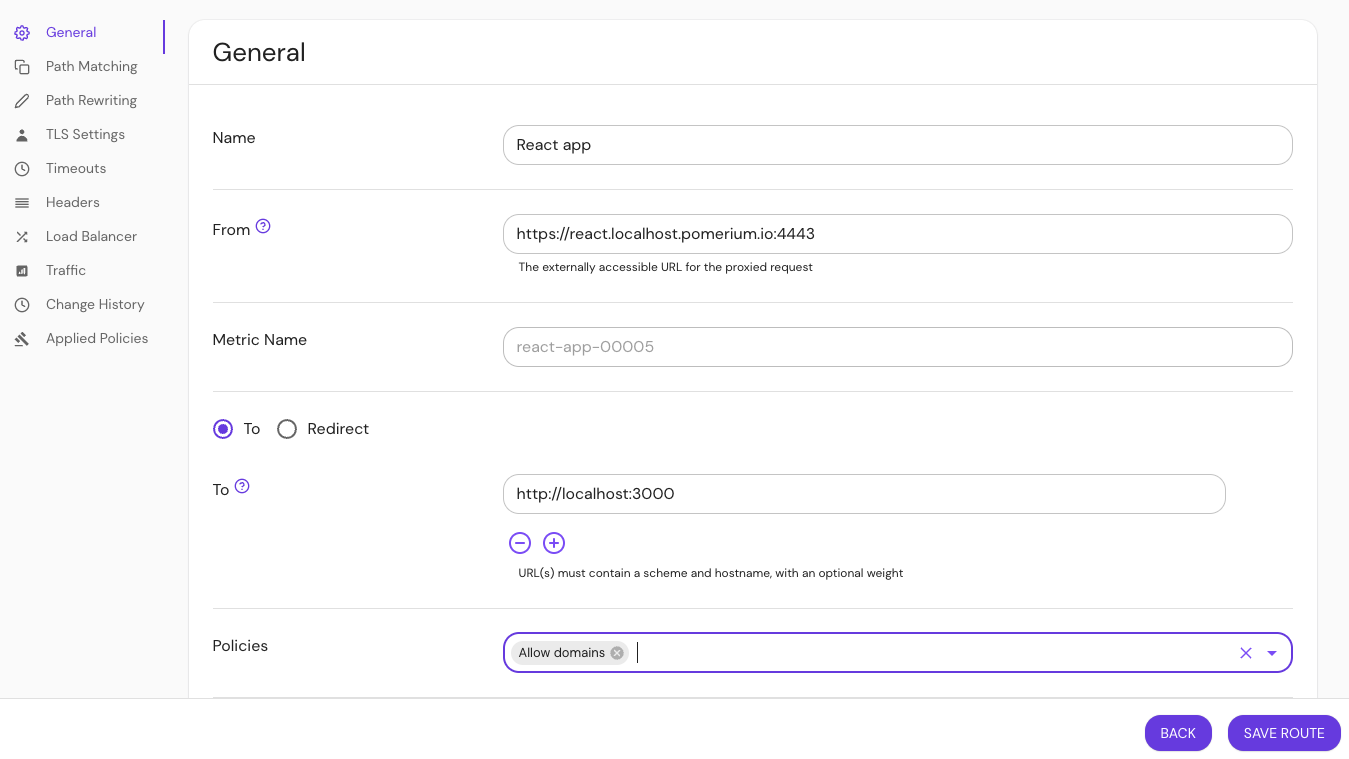 General
Path Matching
Path Rewriting
TLS Settings
Timeouts
Headers
Load Balancer
Traffic
Change History
Applied Policies
General
Name
React app
From
https://react.localhost.pomerium.io:4443
The externally accessible URL for the proxied request
Metric Name
react-app-00005
To Redirect
To
http://localhost:3000
URL(s) must contain a scheme and hostname, with an optional weight
Policies
Allow domains
BACK SAVE ROUTE